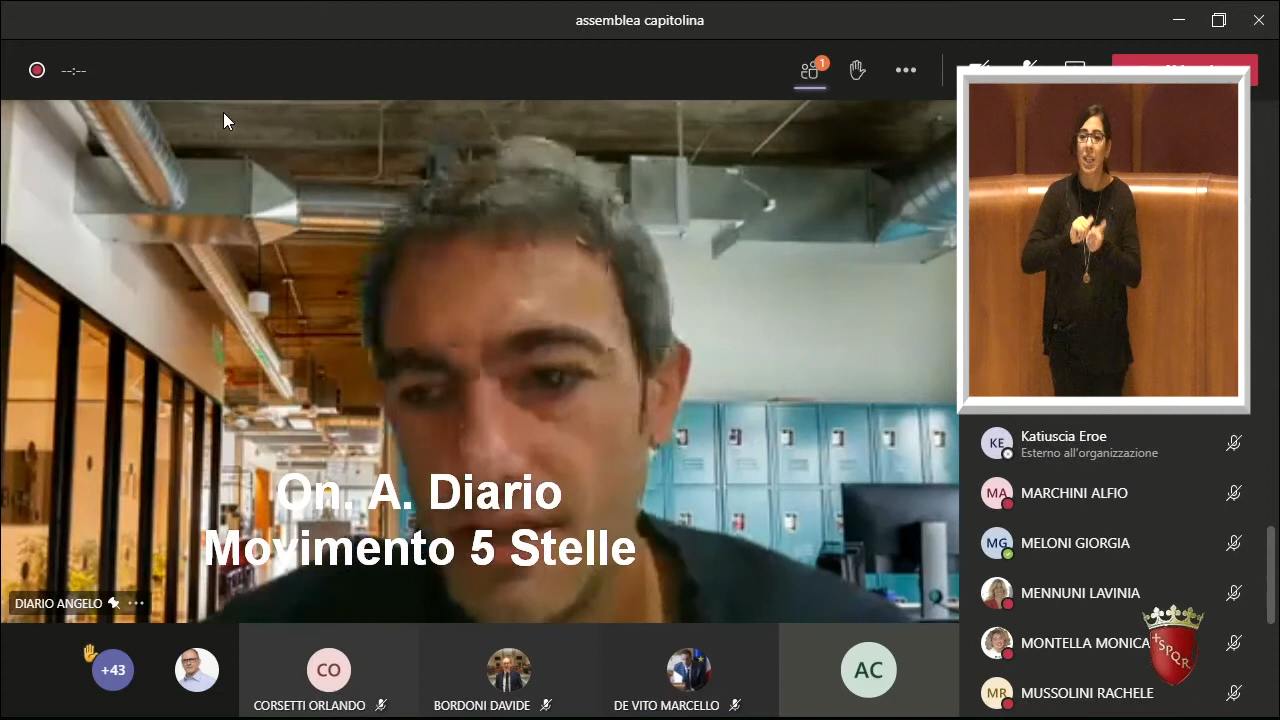 assemblea capitolina
--:--
1
On. A. Diario
Movimento 5 Stelle
DIARIO ANGELO
+43
CO
CORSETTI ORLANDO
BORDONI DAVIDE
DE VITO MARCELLO
AC
KE
Katiuscia Eroe
Esterno all'organizzazione
MA
MARCHINI ALFIO
MG
MELONI GIORGIA
MENNUNI LAVINIA
MONTELLA MONICA
MR
MUSSOLINI RACHELE
SPQR